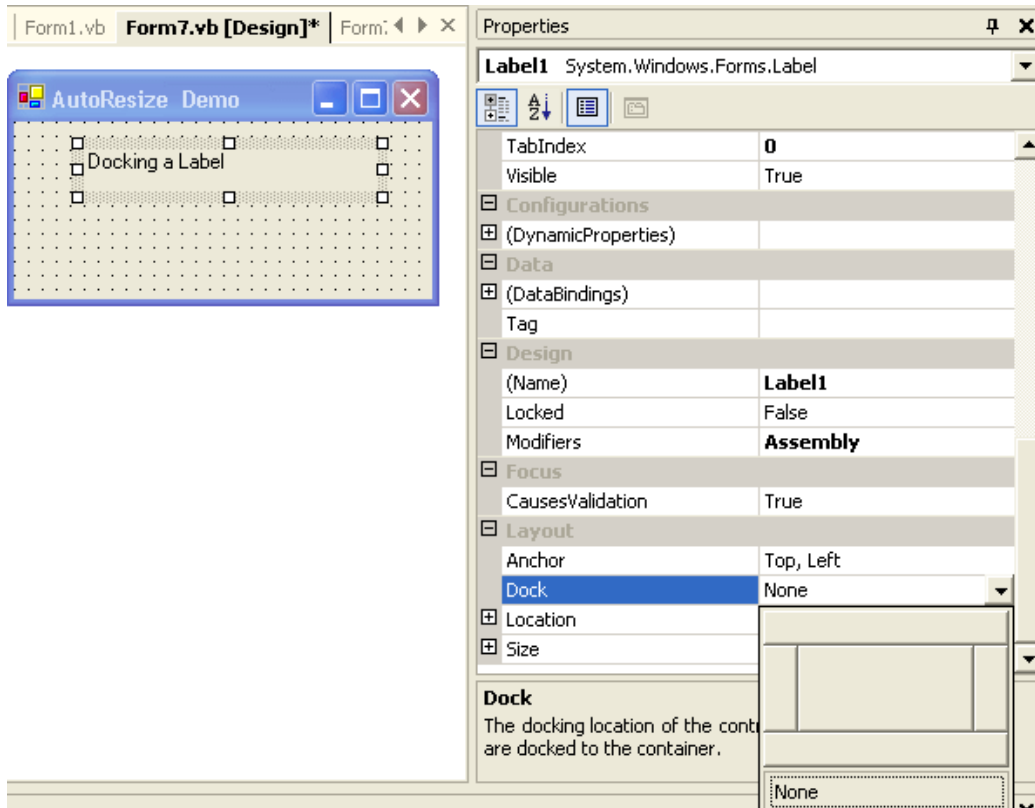 Form1.vb Form7.vb [Design]* Form7
AutoResize Demo
Docking a Label
Properties
Label1 System.Windows.Forms.Label
TabIndex 0
Visible True
Configurations
(DynamicProperties)
Data
(DataBindings)
Tag
Design
(Name) Label1
Locked False
Modifiers Assembly
Focus
CausesValidation True
Layout
Anchor Top, Left
Dock None
Location
Size
None
Dock
The docking location of the cont
are docked to the container.